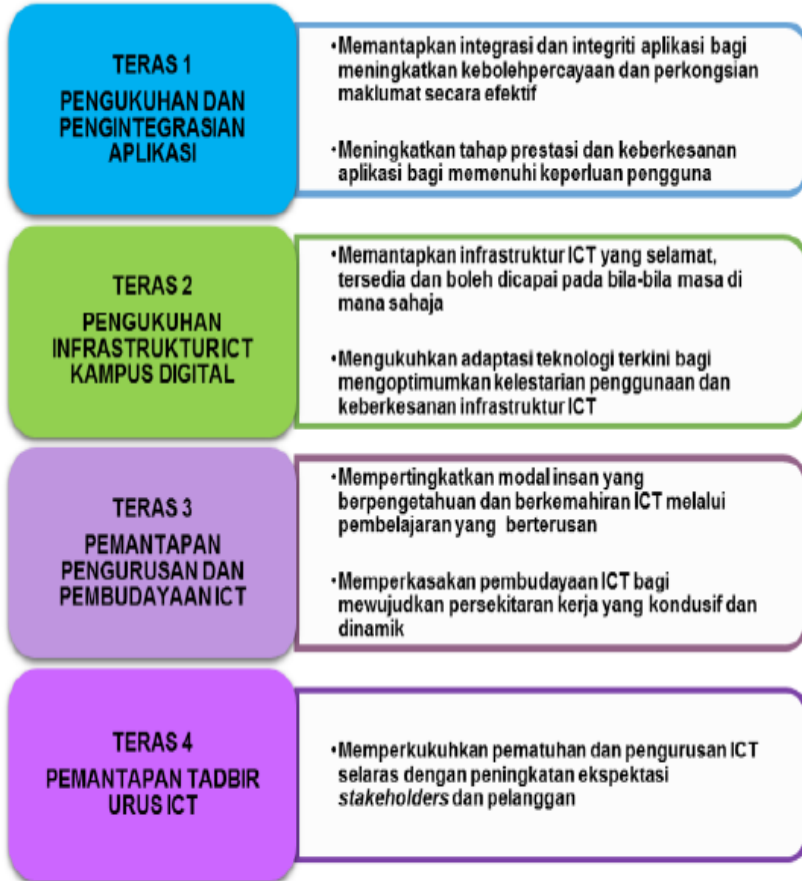 TERAS 1
PENGUKUHAN DAN
PENGINTEGRASIAN
APLIKASI
•Memantapkan integrasi dan integriti aplikasi bagi
meningkatkan kebolehpercayaan dan perkongsian
maklumat secara efektif
•Meningkatkan tahap prestasi dan keberkesanan
aplikasi bagi memenuhi keperluan pengguna
TERAS 2
PENGUKUHAN
INFRASTRUKTUR ICT
KAMPUS DIGITAL
•Memantapkan infrastruktur ICT yang selamat,
tersedia dan boleh dicapai pada bila-bila masa di
mana sahaja
•Mengukuhkan adaptasi teknologi terkini bagi
mengoptimumkan kelestarian penggunaan dan
keberkesanan infrastruktur ICT
TERAS 3
PEMANTAPAN
PENGURUSAN DAN
PEMBUDAYAAN ICT
•Mempertingkatkan modal insan yang
berpengetahuan dan berkemahiran ICT melalui
pembelajaran yang berterusan
•Memperkasakan pembudayaan ICT bagi
mewujudkan persekitaran kerja yang kondusif dan
dinamik
TERAS 4
PEMANTAPAN TADBIR
URUS ICT
•Memperkukuhkan pematuhan dan pengurusan ICT
selaras dengan peningkatan ekspektasi
stakeholders dan pelanggan